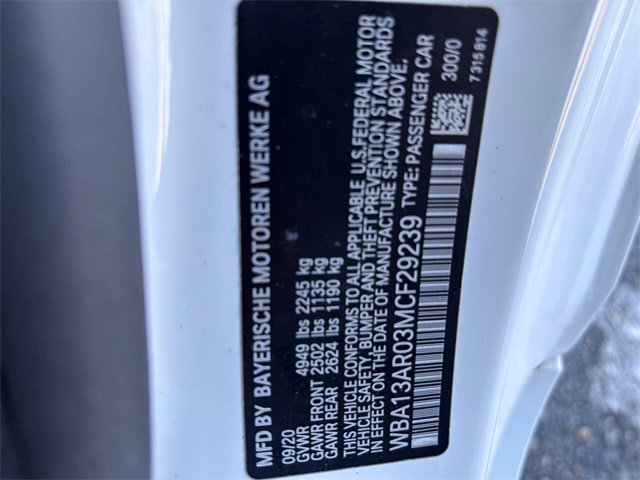 MFD BY BAYERISCHE MOTOREN WERKE AG
09/20
GVWR 4949 lbs 2245 kg
GAWR FRONT 2502 lbs 1135 kg
GAWR REAR 2624 lbs 1190 kg
THIS VEHICLE CONFORMS TO ALL APPLICABLE U.S.FEDERAL MOTOR
VEHICLE SAFETY, BUMPER AND THEFT PREVENTION STANDARDS
IN EFFECT ON THE DATE OF MANUFACTURE SHOWN ABOVE.
WBA13AR03MCF29239 TYPE: PASSENGER CAR
300/0
7 315 814